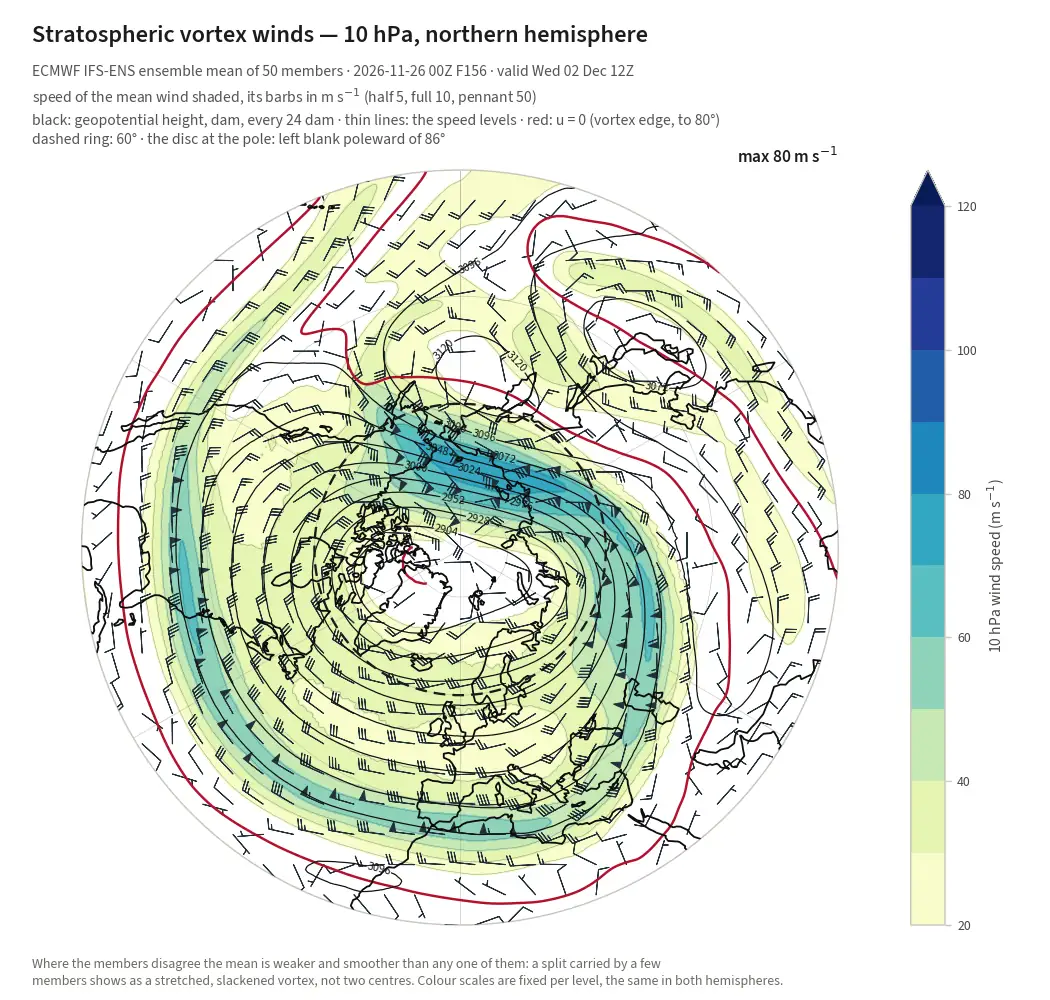 Stratospheric vortex winds — 10 hPa, northern hemisphere
ECMWF IFS-ENS ensemble mean of 50 members · 2026-11-26 00Z F156 · valid Wed 02 Dec 12Z
speed of the mean wind shaded, its barbs in m s⁻¹ (half 5, full 10, pennant 50)
black: geopotential height, dam, every 24 dam · thin lines: the speed levels · red: u = 0 (vortex edge, to 80°)
dashed ring: 60° · the disc at the pole: left blank poleward of 86°
max 80 m s⁻¹
120
100
80
60
40
20
10 hPa wind speed (m s⁻¹)
3096
3120
3120
3096
3072
3024
2952
2928
2904
3096
Where the members disagree the mean is weaker and smoother than any one of them: a split carried by a few
members shows as a stretched, slackened vortex, not two centres. Colour scales are fixed per level, the same in both hemispheres.